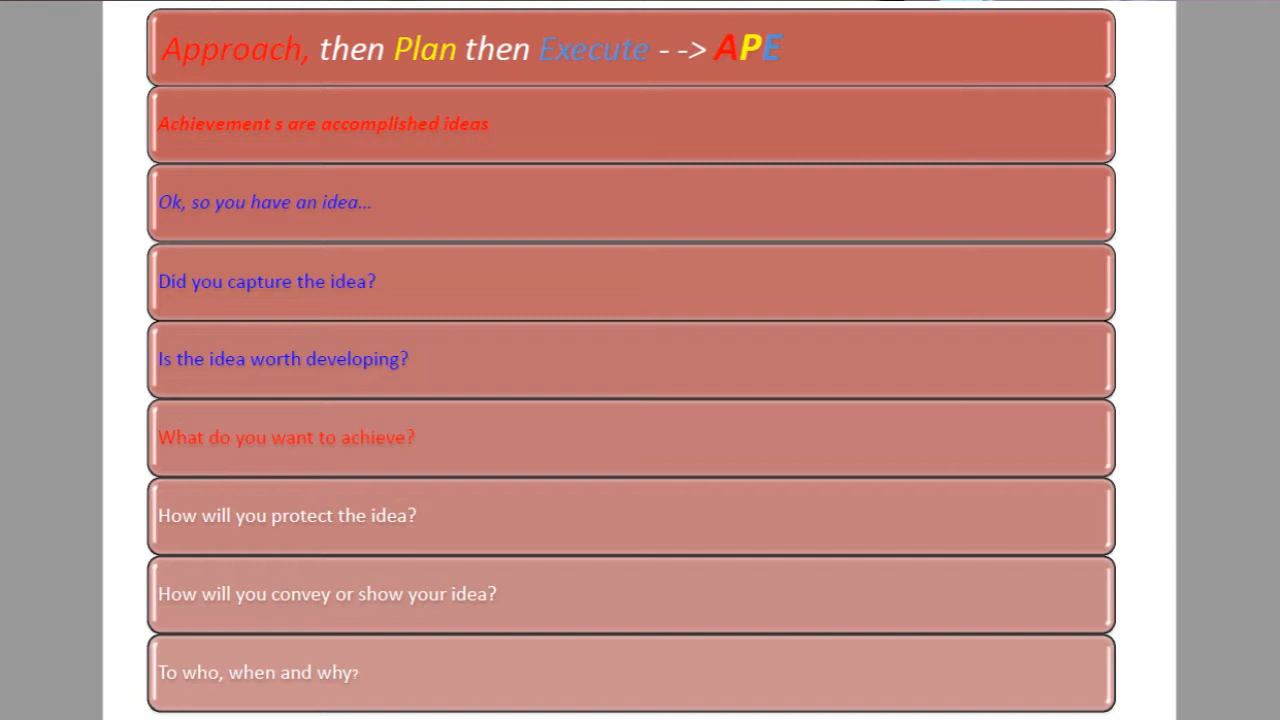 Approach, then Plan then Execute - -> APE
Achievement s are accomplished ideas
Ok, so you have an idea...
Did you capture the idea?
Is the idea worth developing?
What do you want to achieve?
How will you protect the idea?
How will you convey or show your idea?
To who, when and why?